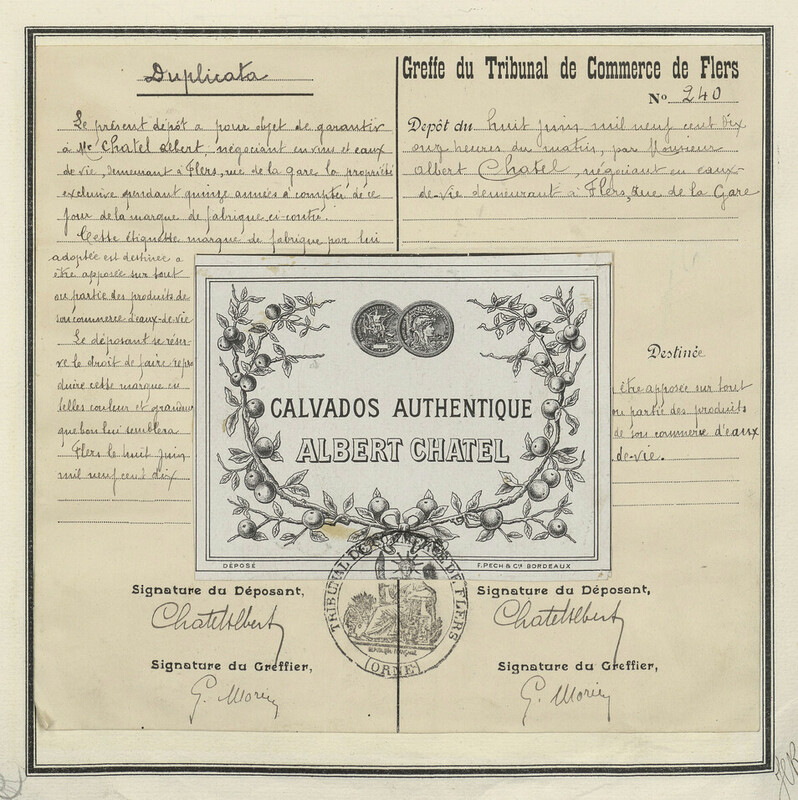 Duplicata
Le présent dépôt a pour objet de garantir
à Mr Chatel Albert, négociant en vins et eaux
de vie, demeurant à Flers, rue de la gare la propriété
exclusive pendant quinze années à compter de ce
jour de la marque de fabrique ci-contre.
Cette étiquette marque de fabrique par lui
adoptée est destinée a
être apposée sur tout
ou partie des produits de
son commerce d'eaux-de-vie
Le déposant se réser-
ve le droit de faire repro
duire cette marque en
telles couleur et grandeur
que bon lui semblera
Flers le huit Juin
mil neuf cent dix
Greffe du Tribunal de Commerce de Flers
No 240
Dépôt du huit Juin mil neuf cent dix
onze heures du matin, par Monsieur
Albert Chatel, négociant en eaux-
de-vie demeurant à Flers, Rue de la Gare
Destinée
à être apposée sur tout
ou partie des produits
de son commerce d'eaux
de-vie.
CALVADOS AUTHENTIQUE
ALBERT CHATEL
DÉPOSÉ
F. PECH & Cie BORDEAUX
TRIBUNAL DE COMMERCE DE FLERS
RÉPUBLIQUE FRANÇAISE
(ORNE)
Signature du Déposant,
Chatel Albert
Signature du Greffier,
G. Morin
Signature du Déposant,
Chatel Albert
Signature du Greffier,
G. Morin